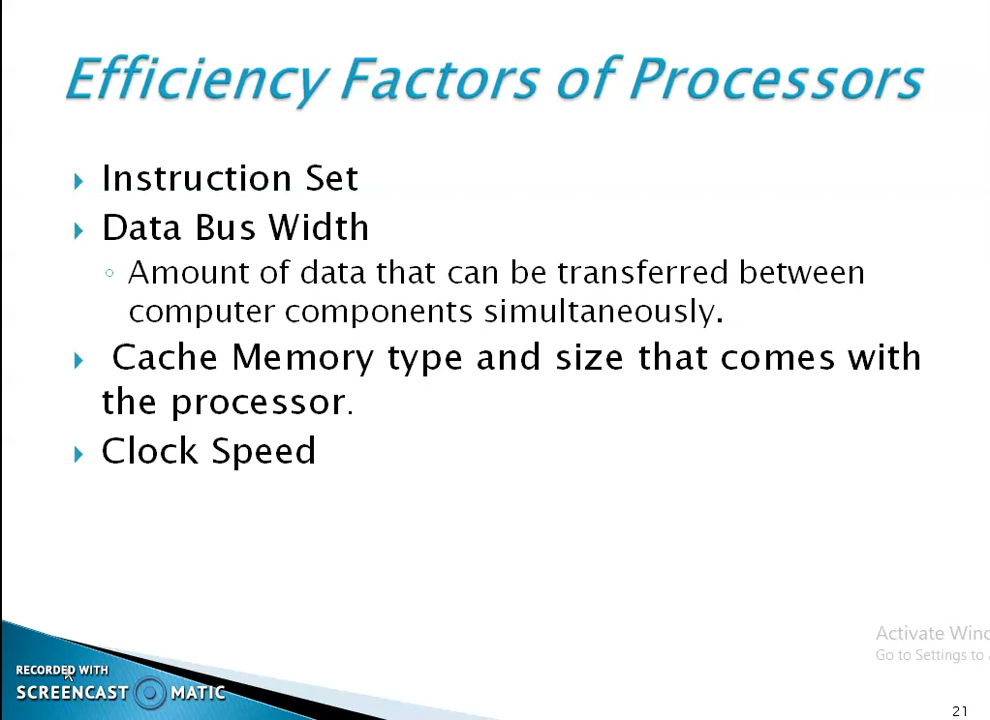 Efficiency Factors of Processors
Instruction Set
Data Bus Width
Amount of data that can be transferred between
computer components simultaneously.
Cache Memory type and size that comes with
the processor.
Clock Speed
Activate Winc
Go to Settings to
RECORDED WITH
SCREENCAST MATIC
21